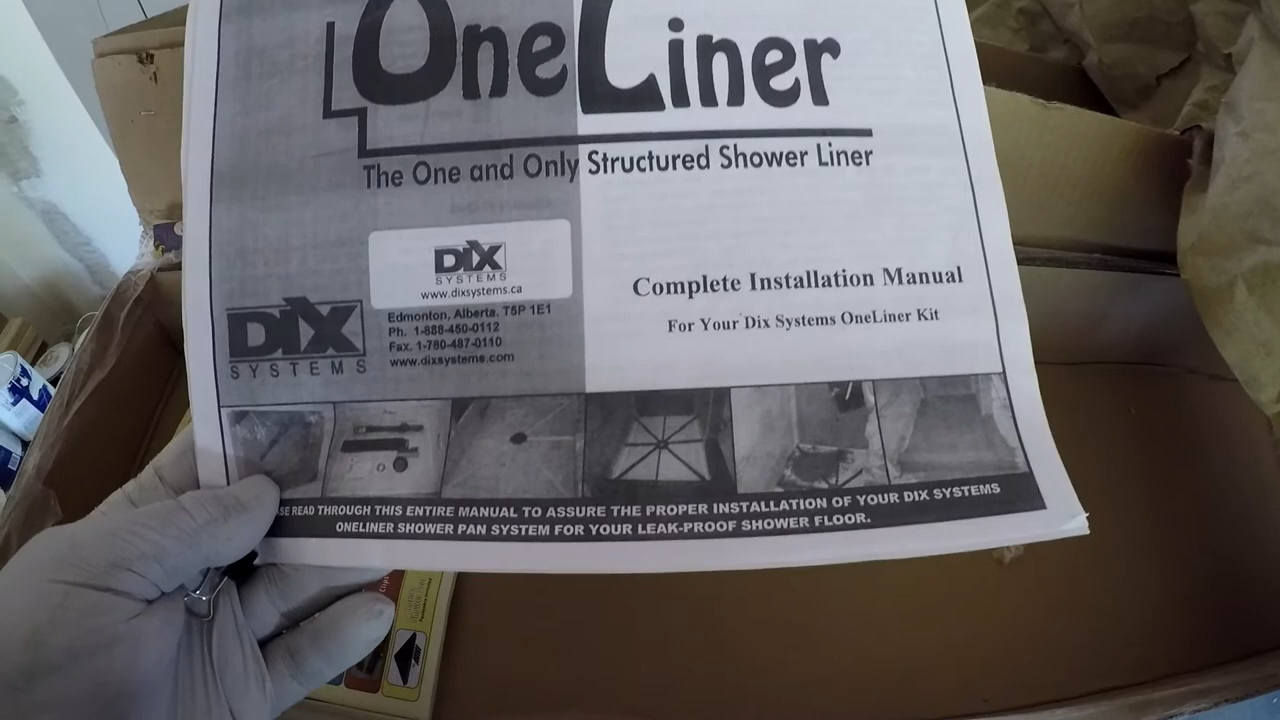 OneLiner
The One and Only Structured Shower Liner
DIX
SYSTEMS
www.dixsystems.ca
DIX
SYSTEMS
Edmonton, Alberta. T5P 1E1
Ph. 1-888-450-0112
Fax. 1-780-487-0110
www.dixsystems.com
Complete Installation Manual
For Your Dix Systems OneLiner Kit
SE READ THROUGH THIS ENTIRE MANUAL TO ASSURE THE PROPER INSTALLATION OF YOUR DIX SYSTEMS
ONELINER SHOWER PAN SYSTEM FOR YOUR LEAK-PROOF SHOWER FLOOR.
Clips